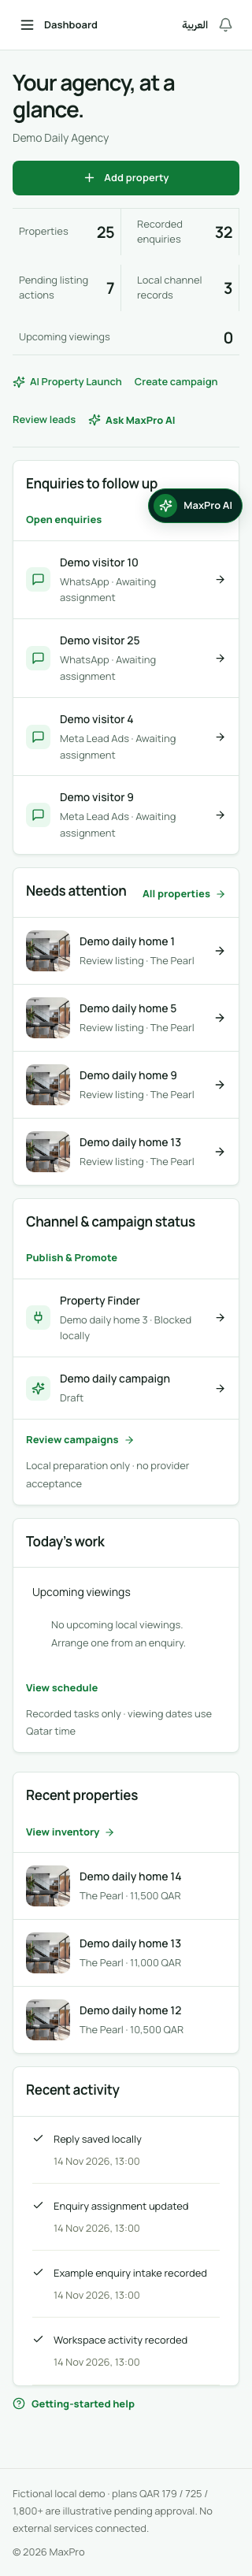 Dashboard
العربية
Your agency, at a
glance.
Demo Daily Agency
Add property
Properties 25
Recorded
enquiries 32
Pending listing
actions 7
Local channel
records 3
Upcoming viewings 0
AI Property Launch Create campaign
Review leads Ask MaxPro AI
Enquiries to follow up
MaxPro AI
Open enquiries
Demo visitor 10
WhatsApp · Awaiting
assignment
Demo visitor 25
WhatsApp · Awaiting
assignment
Demo visitor 4
Meta Lead Ads · Awaiting
assignment
Demo visitor 9
Meta Lead Ads · Awaiting
assignment
Needs attention All properties
Demo daily home 1
Review listing · The Pearl
Demo daily home 5
Review listing · The Pearl
Demo daily home 9
Review listing · The Pearl
Demo daily home 13
Review listing · The Pearl
Channel & campaign status
Publish & Promote
Property Finder
Demo daily home 3 · Blocked
locally
Demo daily campaign
Draft
Review campaigns
Local preparation only · no provider
acceptance
Today's work
Upcoming viewings
No upcoming local viewings.
Arrange one from an enquiry.
View schedule
Recorded tasks only · viewing dates use
Qatar time
Recent properties
View inventory
Demo daily home 14
The Pearl · 11,500 QAR
Demo daily home 13
The Pearl · 11,000 QAR
Demo daily home 12
The Pearl · 10,500 QAR
Recent activity
Reply saved locally
14 Nov 2026, 13:00
Enquiry assignment updated
14 Nov 2026, 13:00
Example enquiry intake recorded
14 Nov 2026, 13:00
Workspace activity recorded
14 Nov 2026, 13:00
Getting-started help
Fictional local demo · plans QAR 179 / 725 /
1,800+ are illustrative pending approval. No
external services connected.
© 2026 MaxPro